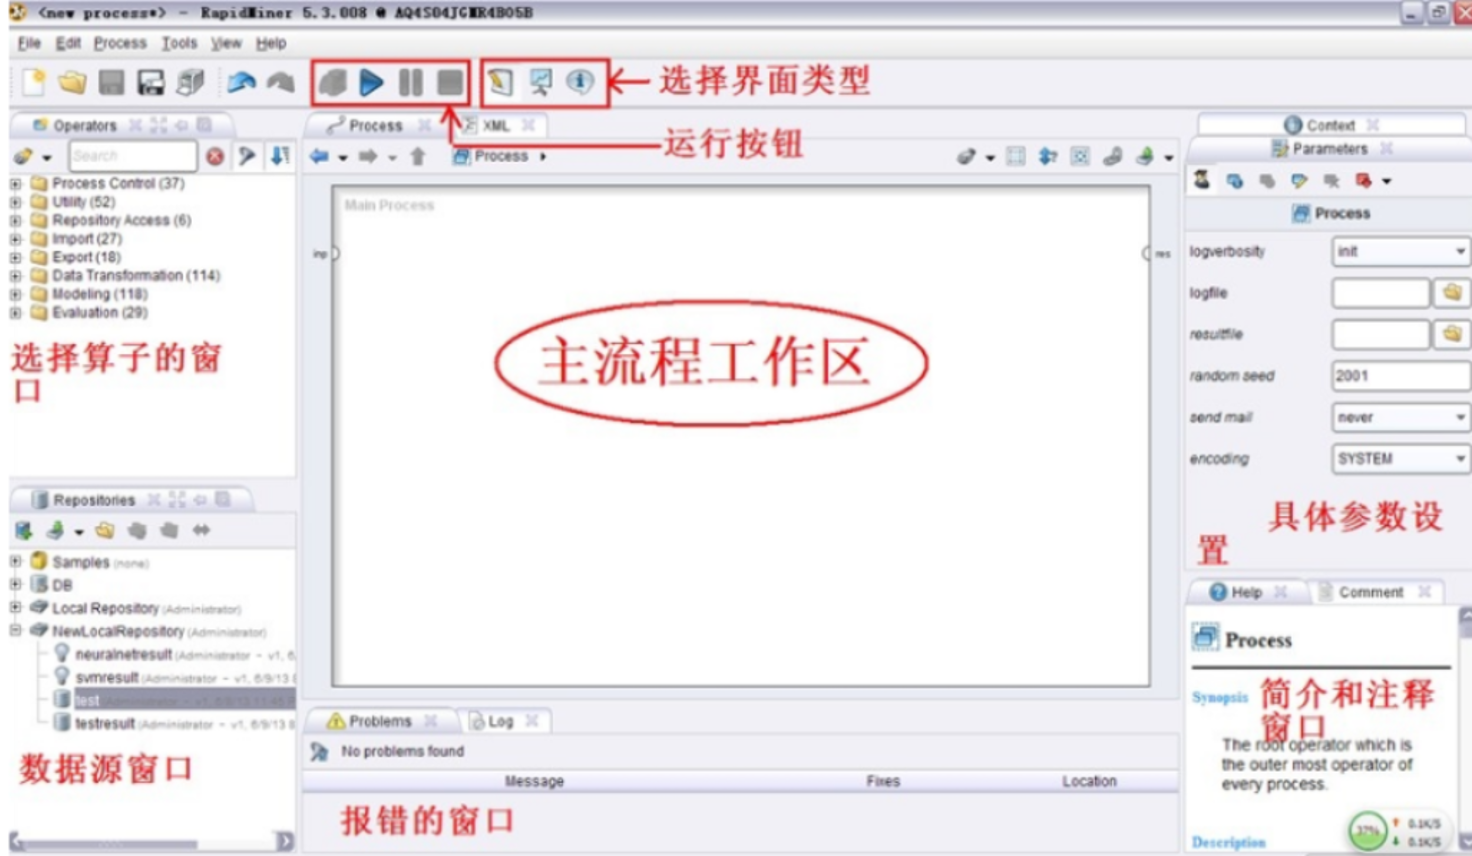 <new process*> – RapidMiner 5.3.008 @ AQ4S04JGMR4B05B
File Edit Process Tools View Help
选择界面类型
运行按钮
Operators
Search
Process Control (37)
Utility (52)
Repository Access (6)
Import (27)
Export (18)
Data Transformation (114)
Modeling (118)
Evaluation (29)
选择算子的窗
口
Repositories
Samples (none)
DB
Local Repository (Administrator)
NewLocalRepository (Administrator)
neuralnetresult (Administrator – v1, 6
svmresult (Administrator – v1, 6/9/13 8
test
testresult (Administrator – v1, 6/9/13 8
数据源窗口
Process XML
Process
Main Process
inp res
主流程工作区
Problems Log
No problems found
Message Fixes Location
报错的窗口
Context
Parameters
Process
logverbosity init
logfile
resultfile
random seed 2001
send mail never
encoding SYSTEM
具体参数设
置
Help Comment
Process
Synopsis
简介和注释
窗口
The root operator which is
the outer most operator of
every process.
Description
37%
0.1K/S
0.1K/S